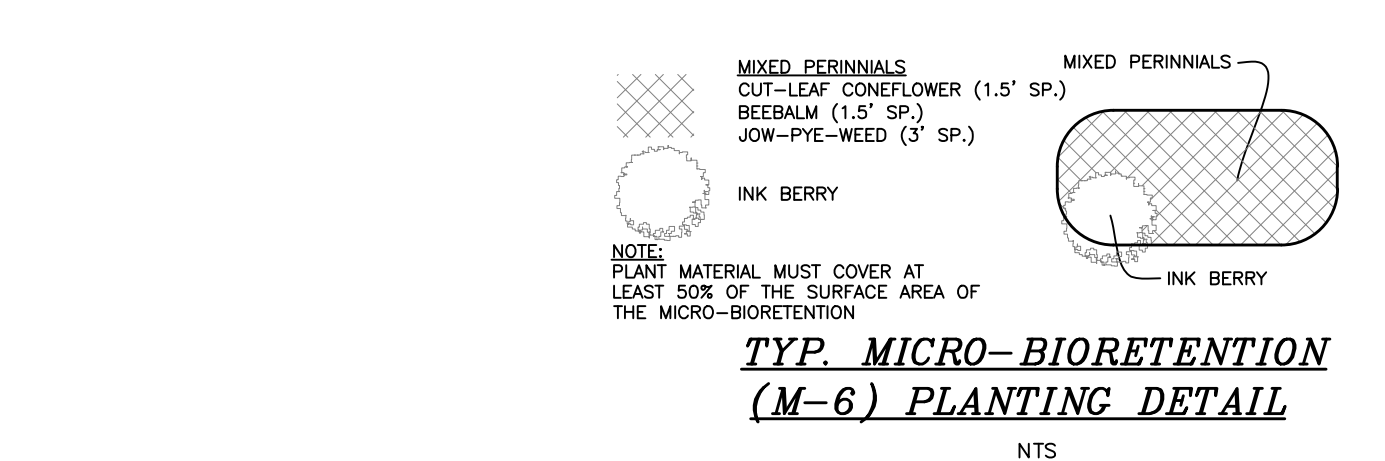 MIXED PERINNIALS
CUT-LEAF CONEFLOWER (1.5' SP.)
BEEBALM (1.5' SP.)
JOW-PYE-WEED (3' SP.)
INK BERRY
NOTE:
PLANT MATERIAL MUST COVER AT
LEAST 50% OF THE SURFACE AREA OF
THE MICRO-BIORETENTION
MIXED PERINNIALS
INK BERRY
TYP. MICRO-BIORETENTION
(M-6) PLANTING DETAIL
NTS